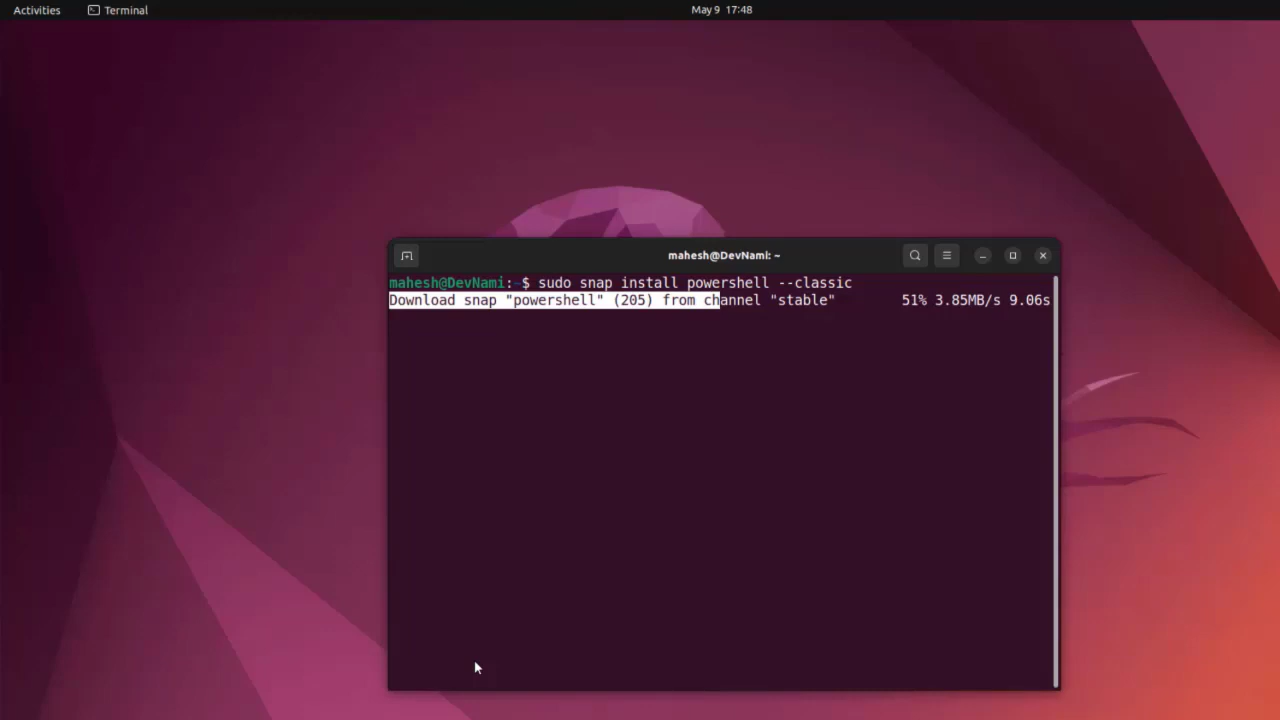 Activities Terminal May 9 17:48
mahesh@DevNami: ~
mahesh@DevNami:~$ sudo snap install powershell --classic
Download snap "powershell" (205) from channel "stable" 51% 3.85MB/s 9.06s